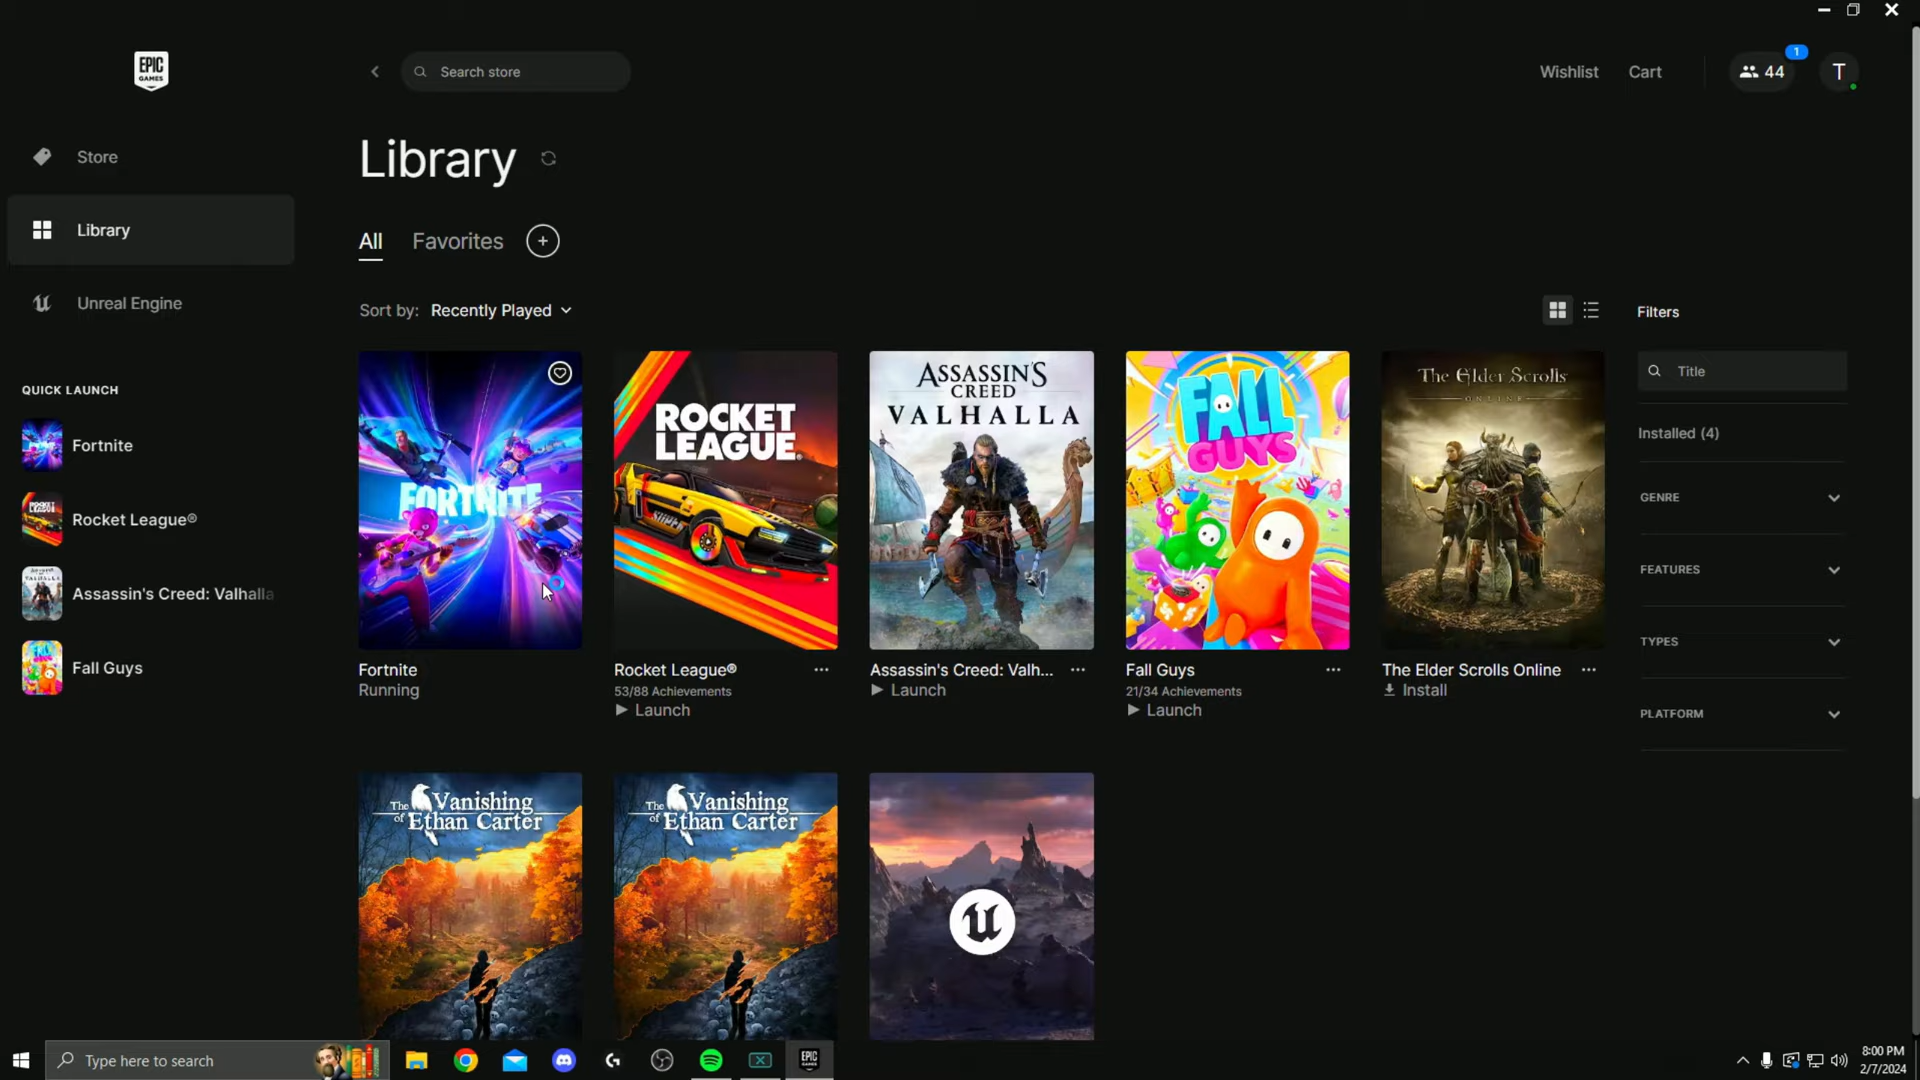 EPIC
GAMES
Search store
Wishlist
Cart
44
1
T
Store
Library
Unreal Engine
QUICK LAUNCH
Fortnite
Rocket League®
Assassin's Creed: Valhalla
Fall Guys
Library
All
Favorites
+
Sort by: Recently Played
Filters
Title
Installed (4)
GENRE
FEATURES
TYPES
PLATFORM
FORTNITE
ROCKET
LEAGUE
ASSASSIN'S
CREED
VALHALLA
FALL
GUYS
The Elder Scrolls
ONLINE
Fortnite
Running
Rocket League®
53/88 Achievements
Launch
Assassin's Creed: Valh...
Launch
Fall Guys
21/34 Achievements
Launch
The Elder Scrolls Online
Install
The Vanishing
of Ethan Carter
The Vanishing
of Ethan Carter
Type here to search
EPIC
GAMES
8:00 PM
2/7/2024